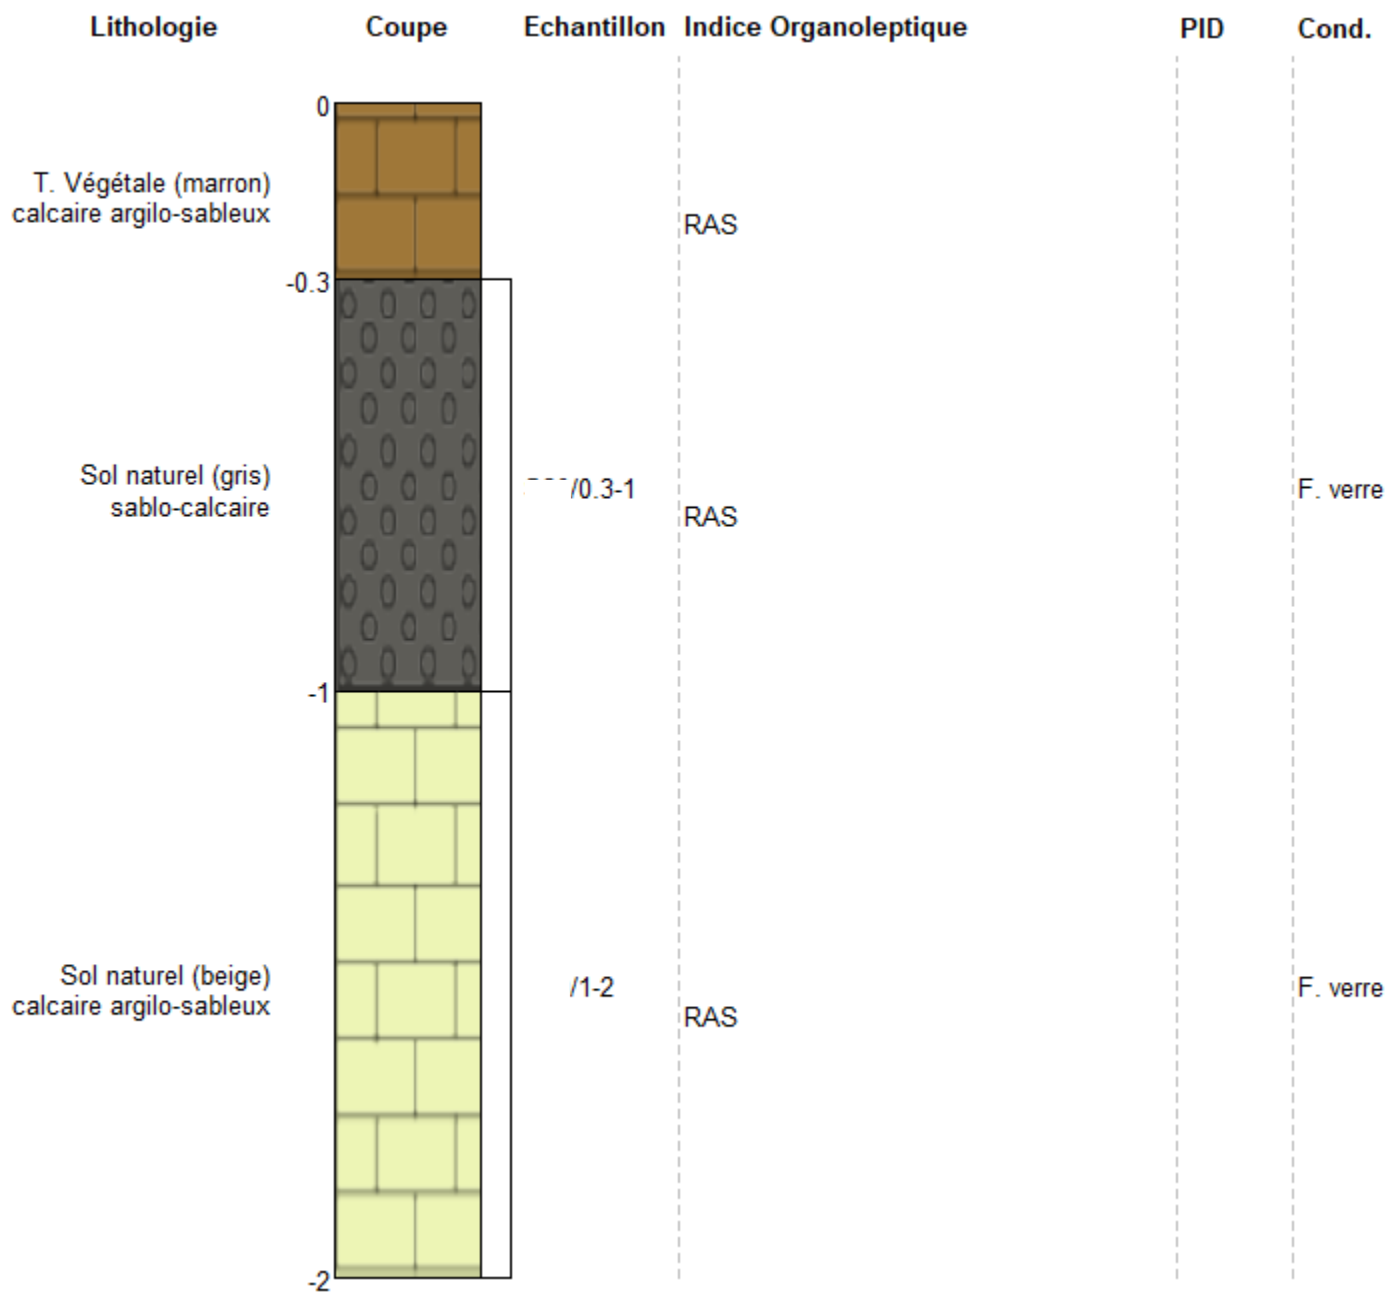 Lithologie Coupe Echantillon Indice Organoleptique PID Cond.
0
T. Végétale (marron)
calcaire argilo-sableux
RAS
-0.3
Sol naturel (gris)
sablo-calcaire
/0.3-1
F. verre
RAS
-1
Sol naturel (beige)
calcaire argilo-sableux
/1-2
F. verre
RAS
-2